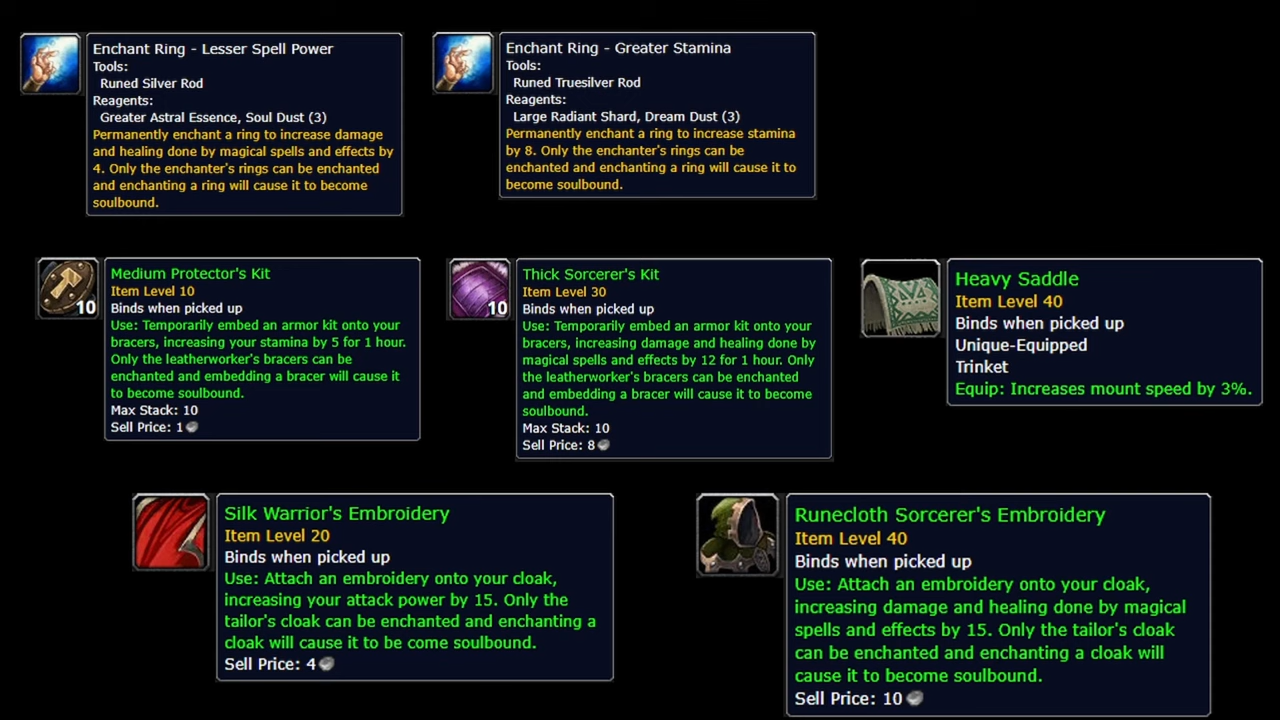 Enchant Ring - Lesser Spell Power
Tools:
Runed Silver Rod
Reagents:
Greater Astral Essence, Soul Dust (3)
Permanently enchant a ring to increase damage
and healing done by magical spells and effects by
4. Only the enchanter's rings can be enchanted
and enchanting a ring will cause it to become
soulbound.
Enchant Ring - Greater Stamina
Tools:
Runed Truesilver Rod
Reagents:
Large Radiant Shard, Dream Dust (3)
Permanently enchant a ring to increase stamina
by 8. Only the enchanter's rings can be
enchanted and enchanting a ring will cause it to
become soulbound.
10
Medium Protector's Kit
Item Level 10
Binds when picked up
Use: Temporarily embed an armor kit onto your
bracers, increasing your stamina by 5 for 1 hour.
Only the leatherworker's bracers can be
enchanted and embedding a bracer will cause it
to become soulbound.
Max Stack: 10
Sell Price: 1
10
Thick Sorcerer's Kit
Item Level 30
Binds when picked up
Use: Temporarily embed an armor kit onto your
bracers, increasing damage and healing done by
magical spells and effects by 12 for 1 hour. Only
the leatherworker's bracers can be enchanted
and embedding a bracer will cause it to become
soulbound.
Max Stack: 10
Sell Price: 8
Heavy Saddle
Item Level 40
Binds when picked up
Unique-Equipped
Trinket
Equip: Increases mount speed by 3%.
Silk Warrior's Embroidery
Item Level 20
Binds when picked up
Use: Attach an embroidery onto your cloak,
increasing your attack power by 15. Only the
tailor's cloak can be enchanted and enchanting a
cloak will cause it to be come soulbound.
Sell Price: 4
Runecloth Sorcerer's Embroidery
Item Level 40
Binds when picked up
Use: Attach an embroidery onto your cloak,
increasing damage and healing done by magical
spells and effects by 15. Only the tailor's cloak
can be enchanted and enchanting a cloak will
cause it to become soulbound.
Sell Price: 10